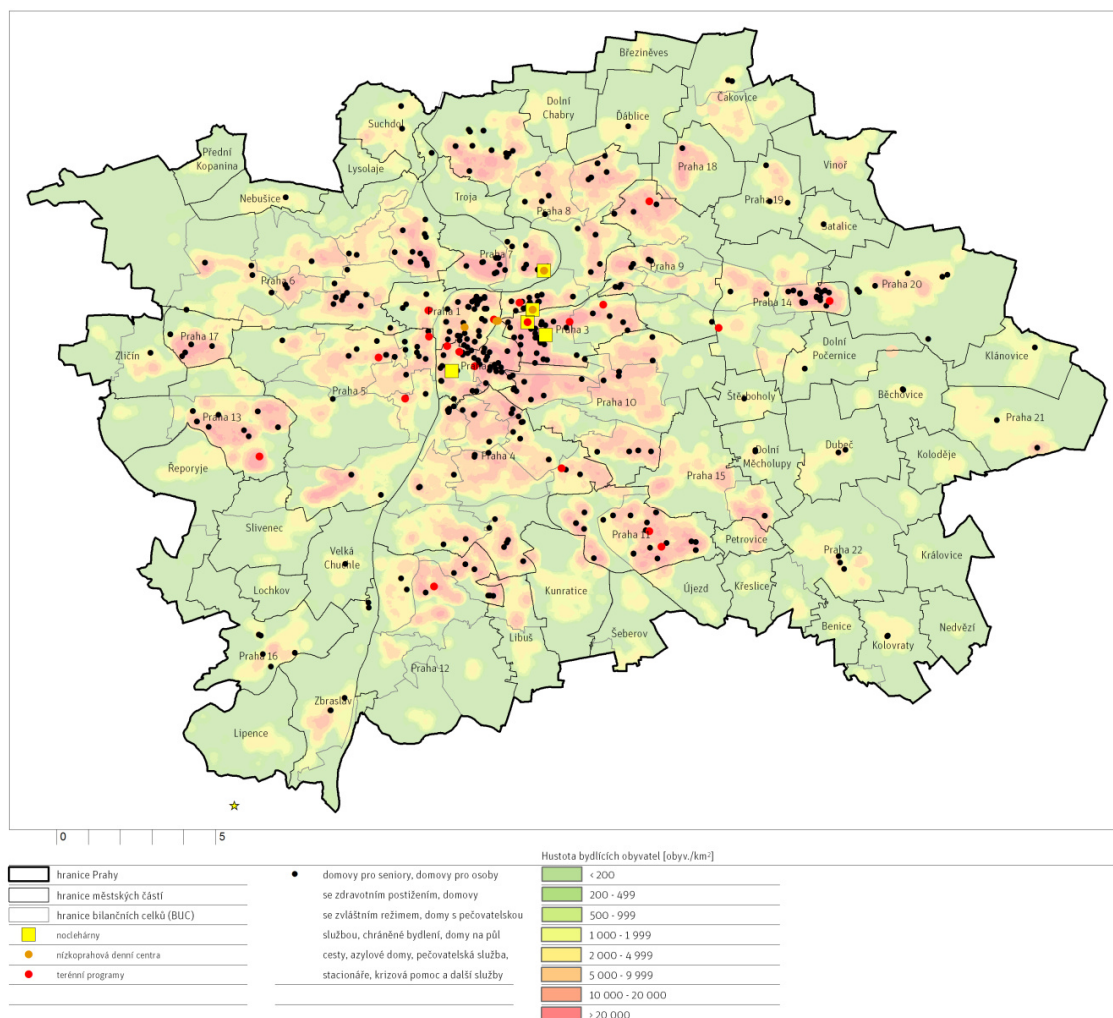 Březiněves
Čakovice
Dolní
Chabry
Ďáblice
Suchdol
Přední
Kopanina
Lysolaje
Praha 18
Vinoř
Nebušice
Troja
Praha 8
Praha 19
Satalice
Praha 7
Praha 9
Praha 6
Praha 14
Praha 20
Praha 1
Praha 3
Praha 17
Zličín
Dolní
Počernice
Klánovice
Praha
Praha 5
Praha 10
Štěrboholy
Běchovice
Praha 13
Praha 21
Praha 4
Dolní
Měcholupy
Dubeč
Koloděje
Řeporyje
Praha 15
Slivenec
Praha 11
Petrovice
Velká
Chuchle
Praha 22
Královice
Lochkov
Kunratice
Újezd
Křeslice
Benice
Nedvězí
Libuš
Šeberov
Kolovraty
Praha 16
Praha 12
Zbraslav
Lipence
0 5
Hustota bydlících obyvatel [obyv./km²]
hranice Prahy
hranice městských částí
hranice bilančních celků (BUC)
noclehárny
nízkoprahová denní centra
terénní programy
domovy pro seniory, domovy pro osoby
se zdravotním postižením, domovy
se zvláštním režimem, domy s pečovatelskou
službou, chráněné bydlení, domy na půl
cesty, azylové domy, pečovatelská služba,
stacionáře, krizová pomoc a další služby
< 200
200 - 499
500 - 999
1 000 - 1 999
2 000 - 4 999
5 000 - 9 999
10 000 - 20 000
> 20 000